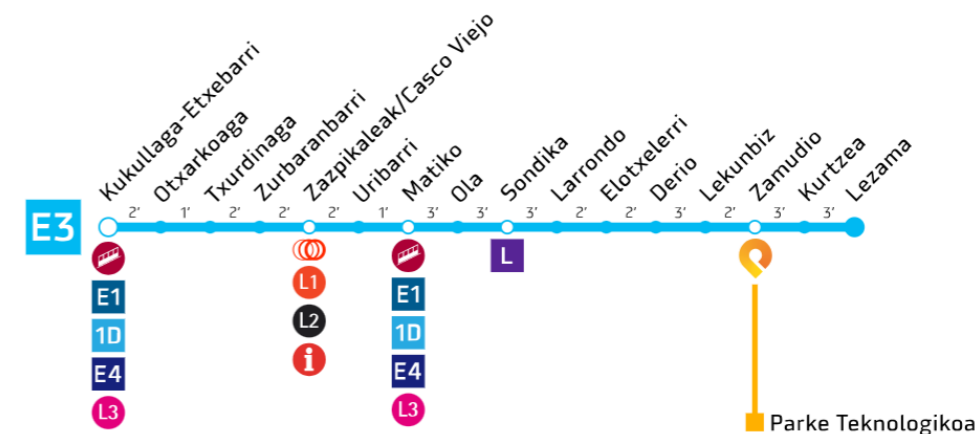 Kukullaga-Etxebarri
Otxarkoaga
Txurdinaga
Zurbaranbarri
Zazpikaleak/Casco Viejo
Uribarri
Matiko
Ola
Sondika
Larrondo
Elotxelerri
Derio
Lekunbiz
Zamudio
Kurtzea
Lezama
E3
2' 1' 2' 2' 2' 1' 3' 3' 3' 2' 2' 3' 2' 3' 3'
L
E1
1D
E4
L3
L1
L2
i
E1
1D
E4
L3
Parke Teknologikoa